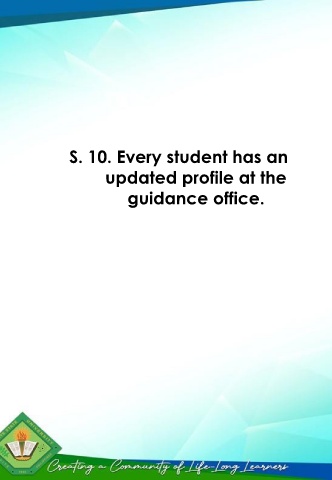 S. 10. Every student has an
updated profile at the
guidance office.
Creating a Community of Life-Long Learners